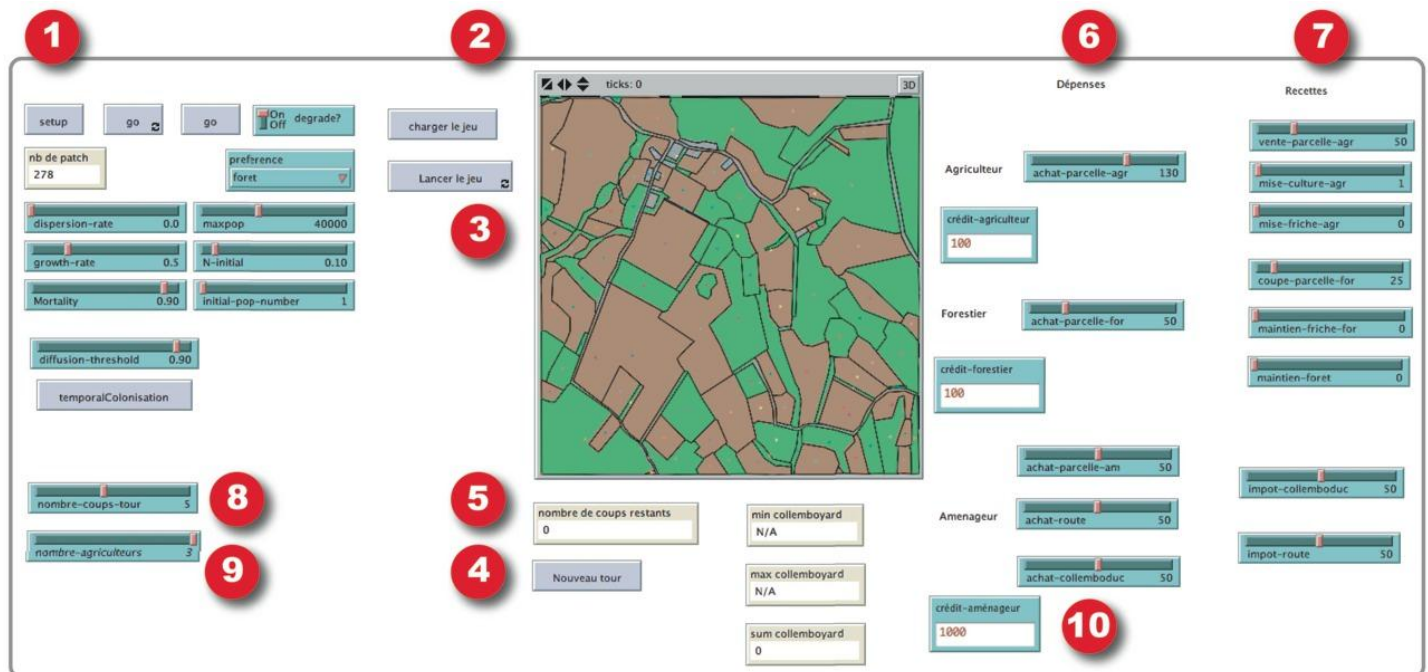 1
2
6
7
ticks: 0
3D
Dépenses
Recettes
setup
go
go
On
Off
degrade?
charger le jeu
nb de patch
278
preference
foret
Lancer le jeu
3
dispersion-rate 0.0
maxpop 40000
growth-rate 0.5
N-initial 0.10
Mortality 0.90
initial-pop-number 1
diffusion-threshold 0.90
temporalColonisation
Agriculteur
achat-parcelle-agr 130
crédit-agriculteur
100
Forestier
achat-parcelle-for 50
crédit-forestier
100
vente-parcelle-agr 50
mise-culture-agr 1
mise-friche-agr 0
coupe-parcelle-for 25
maintien-friche-for 0
maintien-foret 0
nombre-coups-tour 5
8
nombre-agriculteurs 3
9
5
nombre de coups restants
0
4
Nouveau tour
min collemboyard
N/A
max collemboyard
N/A
sum collemboyard
0
achat-parcelle-am 50
Amenageur
achat-route 50
achat-collemboduc 50
crédit-aménageur
1000
10
impot-collemboduc 50
impot-route 50